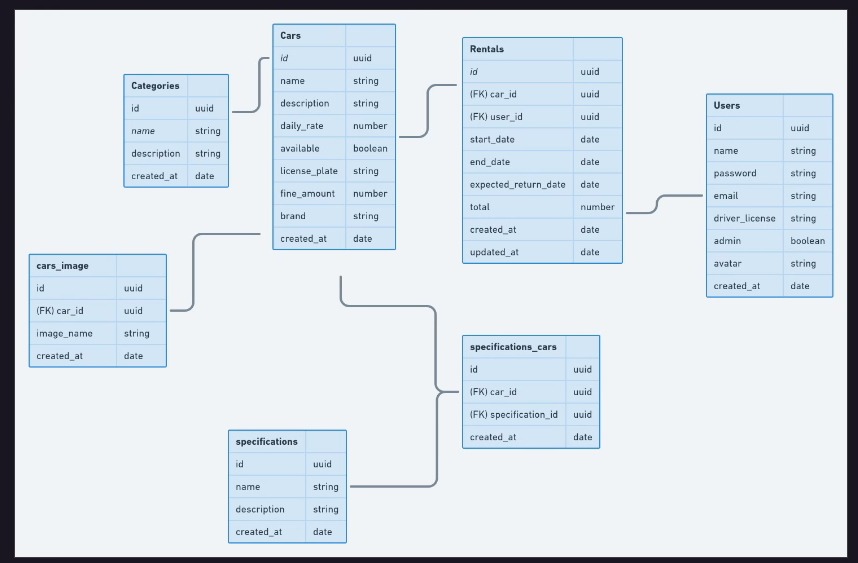 Cars
id uuid
name string
description string
daily_rate number
available boolean
license_plate string
fine_amount number
brand string
created_at date
Categories
id uuid
name string
description string
created_at date
Rentals
id uuid
(FK) car_id uuid
(FK) user_id uuid
start_date date
end_date date
expected_return_date date
total number
created_at date
updated_at date
Users
id uuid
name string
password string
email string
driver_license string
admin boolean
avatar string
created_at date
cars_image
id uuid
(FK) car_id uuid
image_name string
created_at date
specifications_cars
id uuid
(FK) car_id uuid
(FK) specification_id uuid
created_at date
specifications
id uuid
name string
description string
created_at date